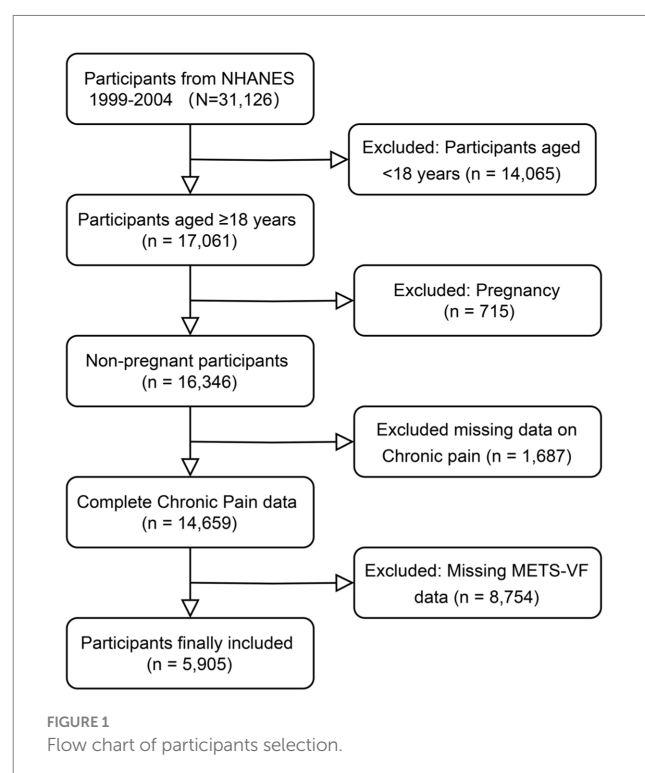 Participants from NHANES
1999-2004 （N=31,126)
Excluded: Participants aged
<18 years (n = 14,065)
Participants aged ≥18 years
(n = 17,061)
Excluded: Pregnancy
(n = 715)
Non-pregnant participants
(n = 16,346)
Excluded missing data on
Chronic pain (n = 1,687)
Complete Chronic Pain data
(n = 14,659)
Excluded: Missing METS-VF
data (n = 8,754)
Participants finally included
(n = 5,905)
FIGURE 1
Flow chart of participants selection.